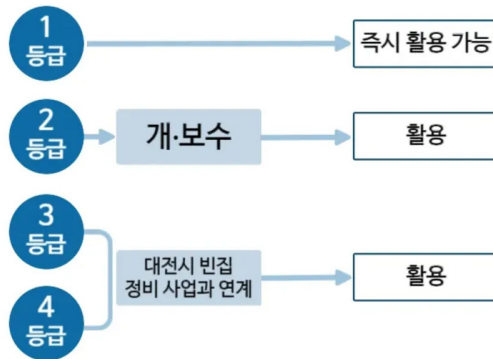 1
등급
즉시 활용 가능
2
등급
개·보수
활용
3
등급
대전시 빈집
정비 사업과 연계
활용
4
등급